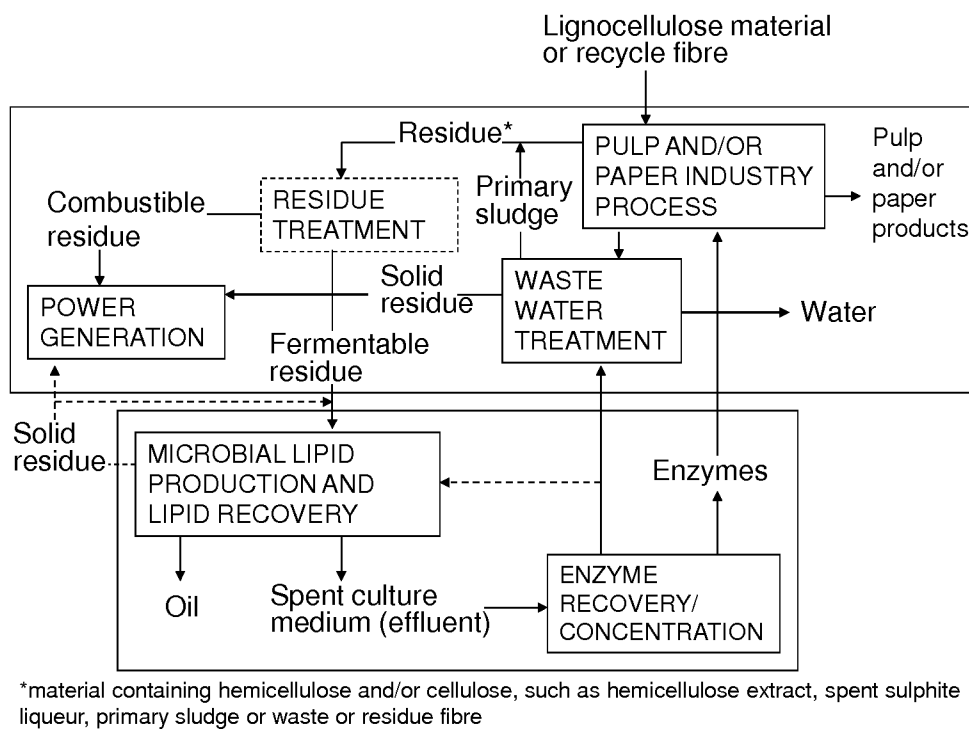 Lignocellulose material
or recycle fibre
Residue*
PULP AND/OR
PAPER INDUSTRY
PROCESS
Pulp
and/or
paper
products
Primary
sludge
RESIDUE
TREATMENT
Combustible
residue
Solid
residue
WASTE
WATER
TREATMENT
Water
POWER
GENERATION
Fermentable
residue
Solid
residue
MICROBIAL LIPID
PRODUCTION AND
LIPID RECOVERY
Enzymes
Oil
Spent culture
medium (effluent)
ENZYME
RECOVERY/
CONCENTRATION
*material containing hemicellulose and/or cellulose, such as hemicellulose extract, spent sulphite
liqueur, primary sludge or waste or residue fibre